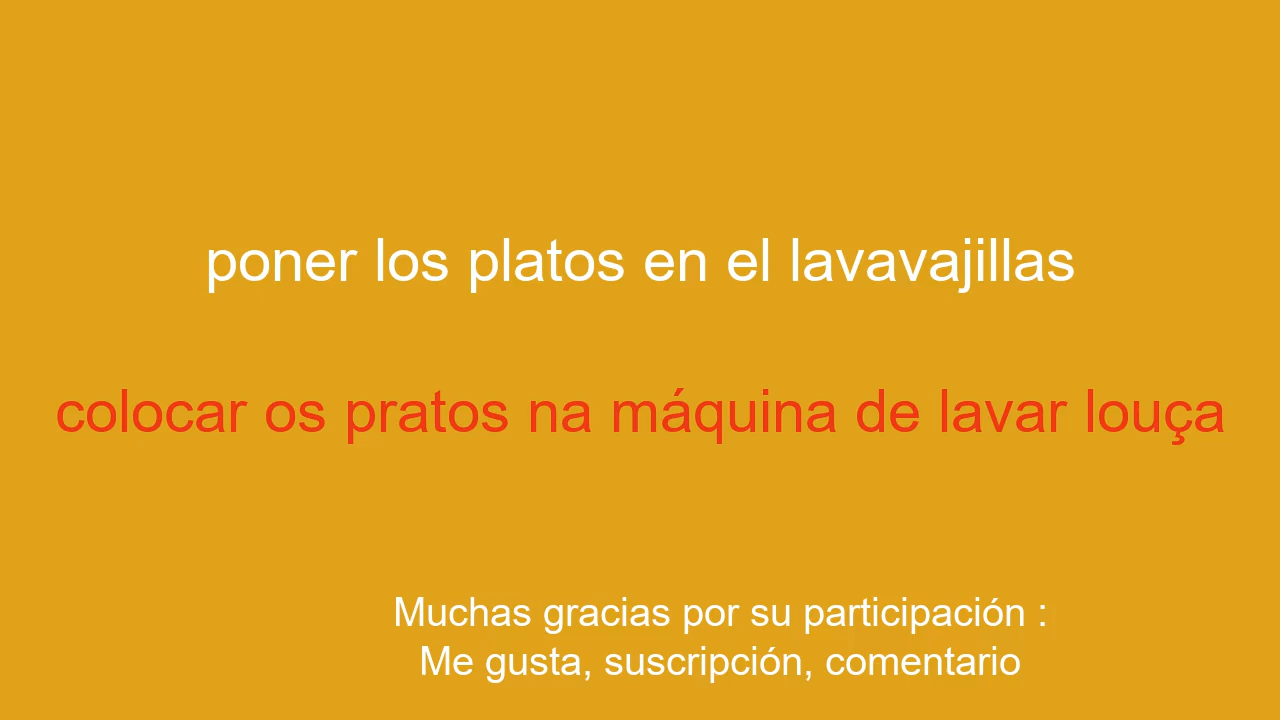 poner los platos en el lavavajillas
colocar os pratos na máquina de lavar louça
Muchas gracias por su participación :
Me gusta, suscripción, comentario